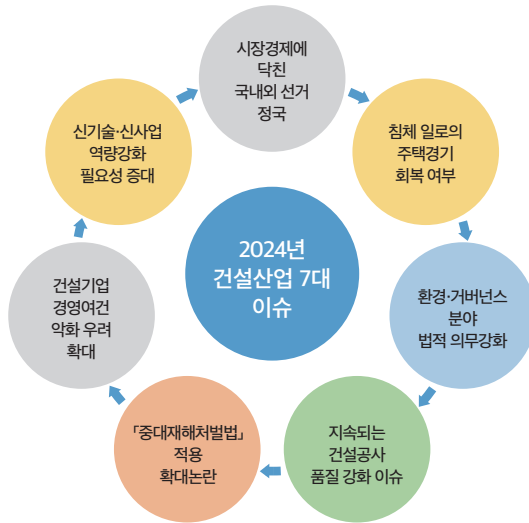 시장경제에
닥친
국내외 선거
정국
침체 일로의
주택경기
회복 여부
환경·거버넌스
분야
법적 의무강화
지속되는
건설공사
품질 강화 이슈
「중대재해처벌법」
적용
확대논란
건설기업
경영여건
악화 우려
확대
신기술·신사업
역량강화
필요성 증대
2024년
건설산업 7대
이슈